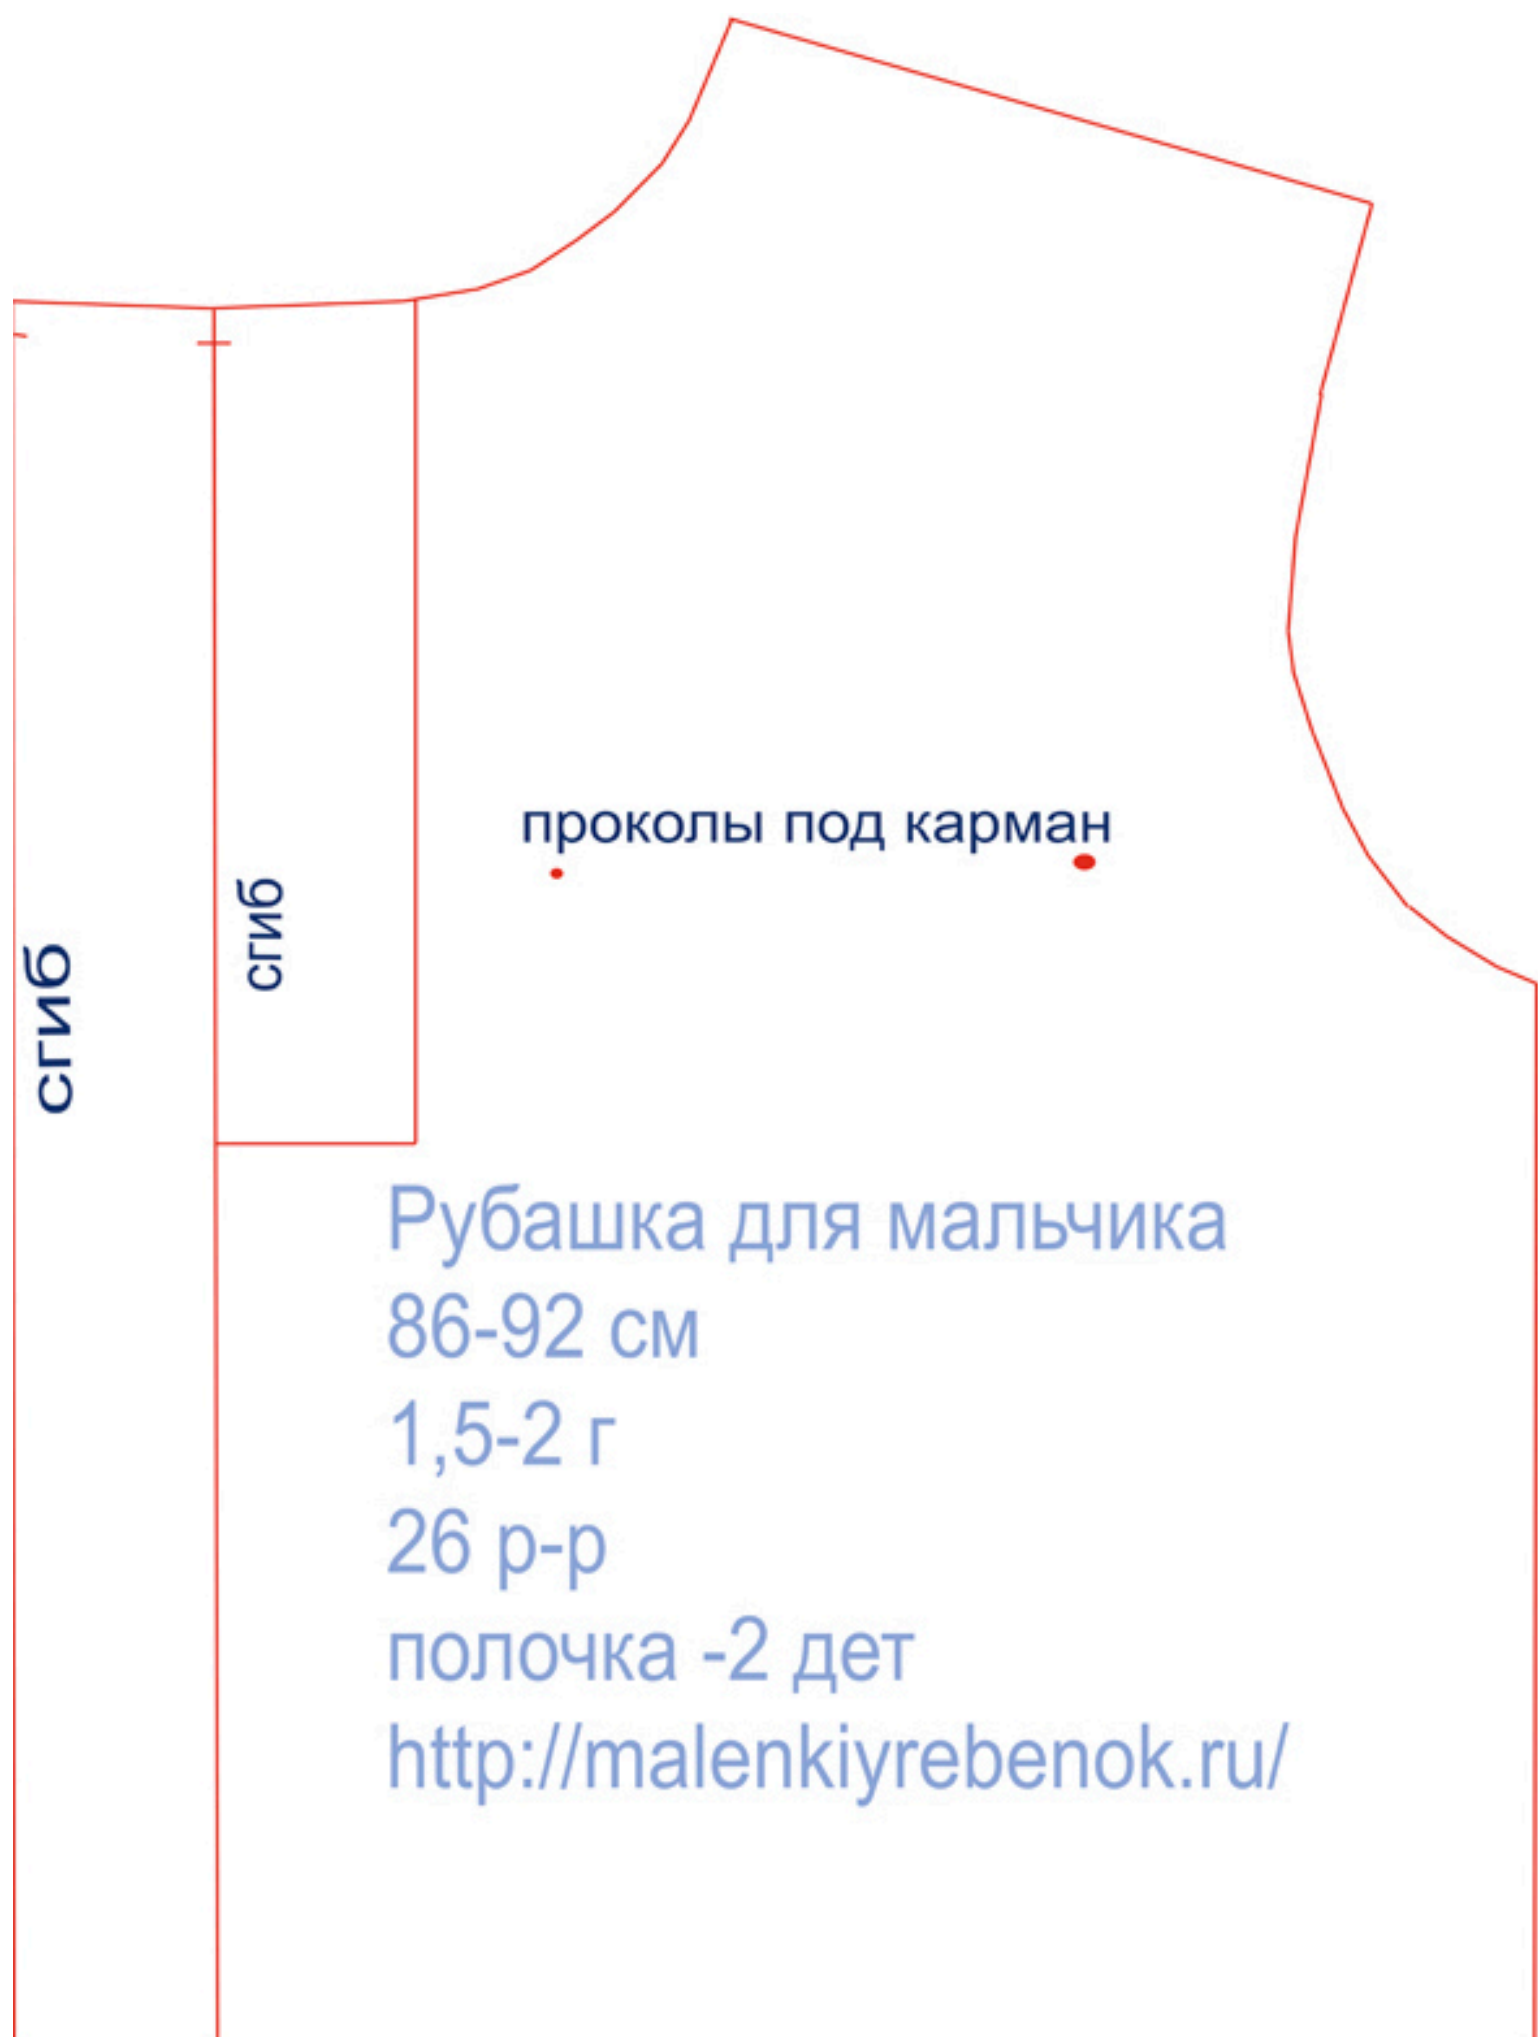 проколы под карман
сгиб
сгиб
Рубашка для мальчика
86-92 см
1,5-2 г
26 р-р
полочка -2 дет
http://malenkiyrebenok.ru/